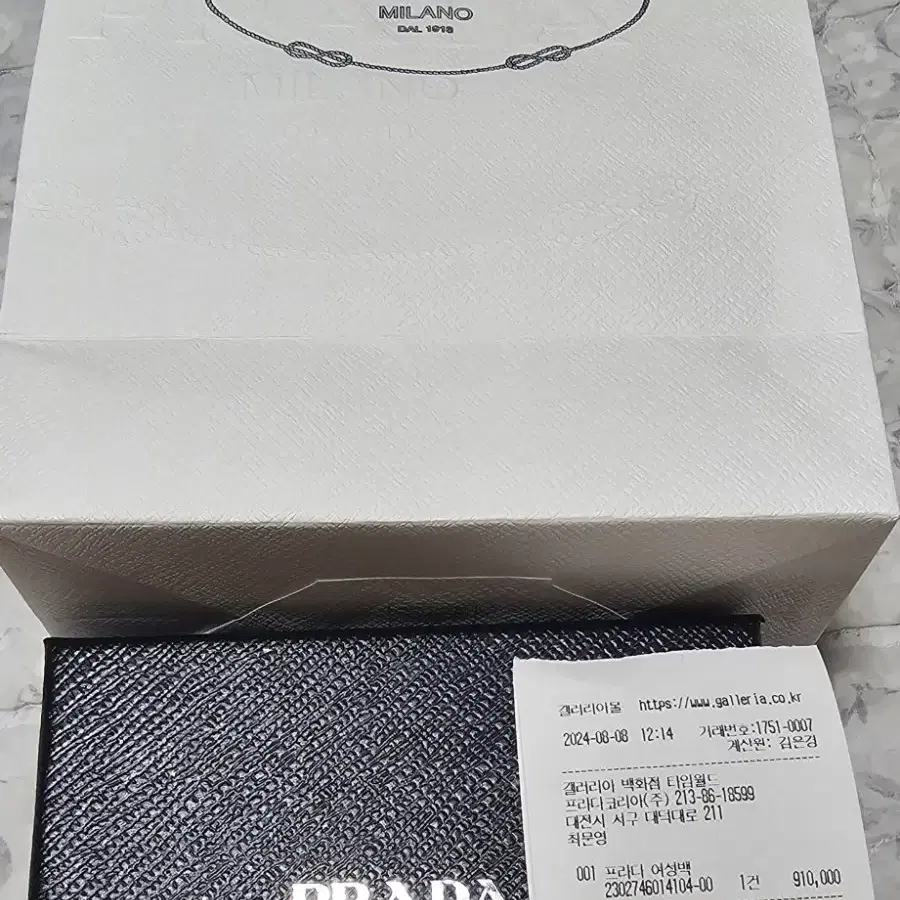 MILANO
DAL 1913
MILANO
갤러리아몰 https://www.galleria.co.kr
2024-08-08 12:14 거래번호:1751-0007
계산원: 김은경
갤러리아 백화점 타임월드
프라다코리아(주) 213-86-18599
대전시 서구 대덕대로 211
최문영
001 프라다 여성백
2302746014104-00 1건 910,000
PRADA